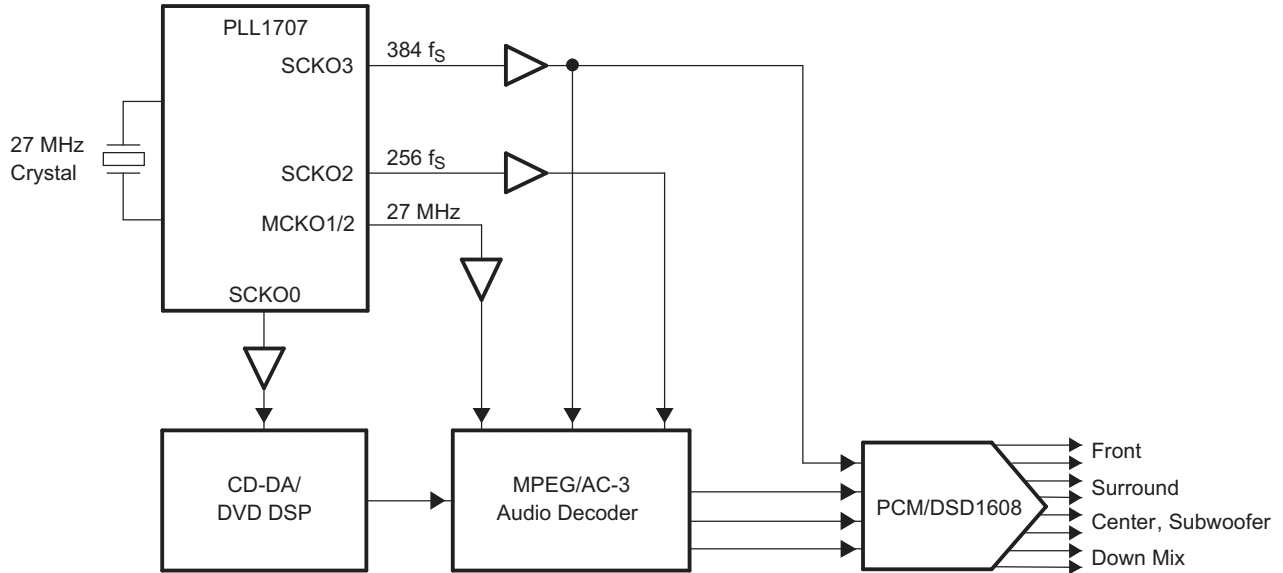 PLL1707
SCKO3
384 fS
27 MHz
Crystal
SCKO2
256 fS
MCKO1/2
27 MHz
SCKO0
CD-DA/
DVD DSP
MPEG/AC-3
Audio Decoder
PCM/DSD1608
Front
Surround
Center, Subwoofer
Down Mix